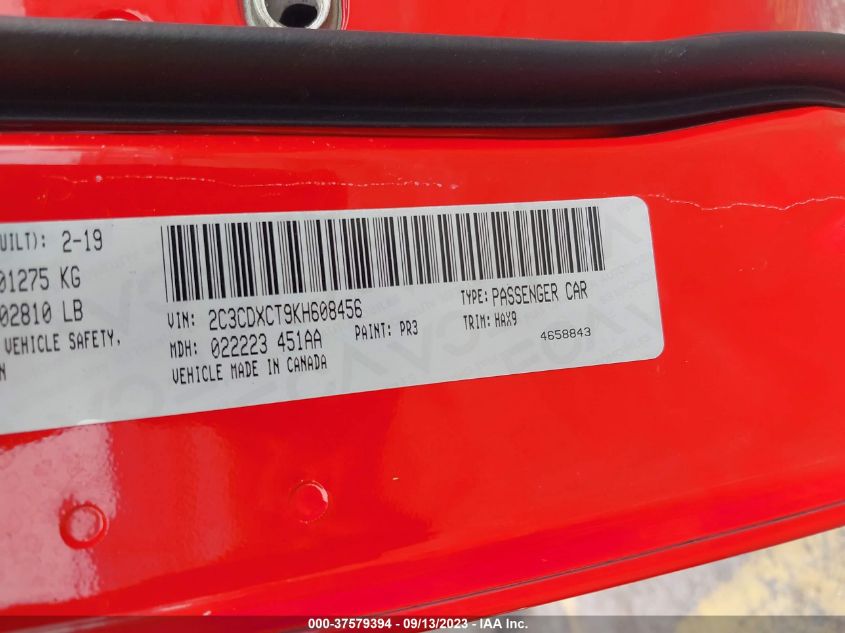 UILT): 2-19
01275 KG
02810 LB
VEHICLE SAFETY,
N
VIN: 2C3CDXCT9KH608456
TYPE: PASSENGER CAR
MDH: 022223 451AA
PAINT: PR3
TRIM: HAX9
VEHICLE MADE IN CANADA
4658843
000-37579394 - 09/13/2023 - IAA Inc.